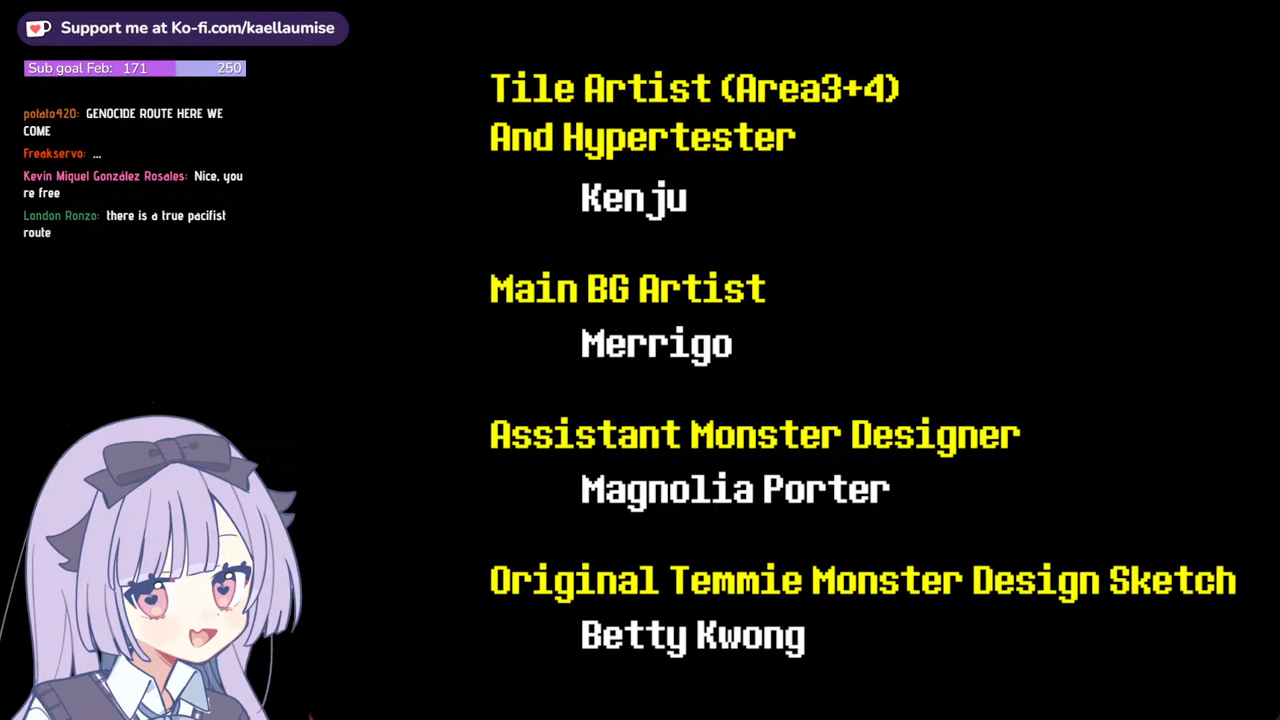 Support me at Ko-fi.com/kaellaumise
Sub goal Feb: 171 250
potato420: GENOCIDE ROUTE HERE WE
COME
Freakservo: ...
Kevin Miquel González Rosales: Nice, you
re free
London Ronzo: there is a true pacifist
route
Tile Artist (Area3+4)
And Hypertester
Kenju
Main BG Artist
Merrigo
Assistant Monster Designer
Magnolia Porter
Original Temmie Monster Design Sketch
Betty Kwong